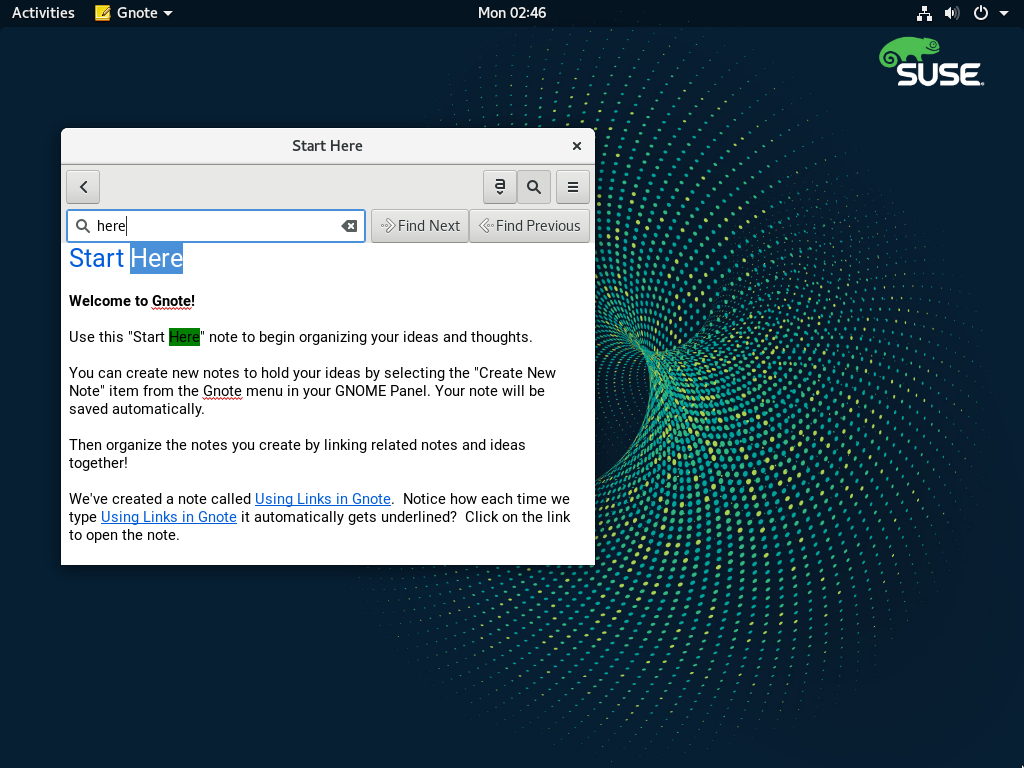 Activities Gnote Mon 02:46
SUSE
Start Here
a
here Find Next Find Previous
Start Here
Welcome to Gnote!
Use this "Start Here" note to begin organizing your ideas and thoughts.
You can create new notes to hold your ideas by selecting the "Create New
Note" item from the Gnote menu in your GNOME Panel. Your note will be
saved automatically.
Then organize the notes you create by linking related notes and ideas
together!
We've created a note called Using Links in Gnote.  Notice how each time we
type Using Links in Gnote it automatically gets underlined?  Click on the link
to open the note.